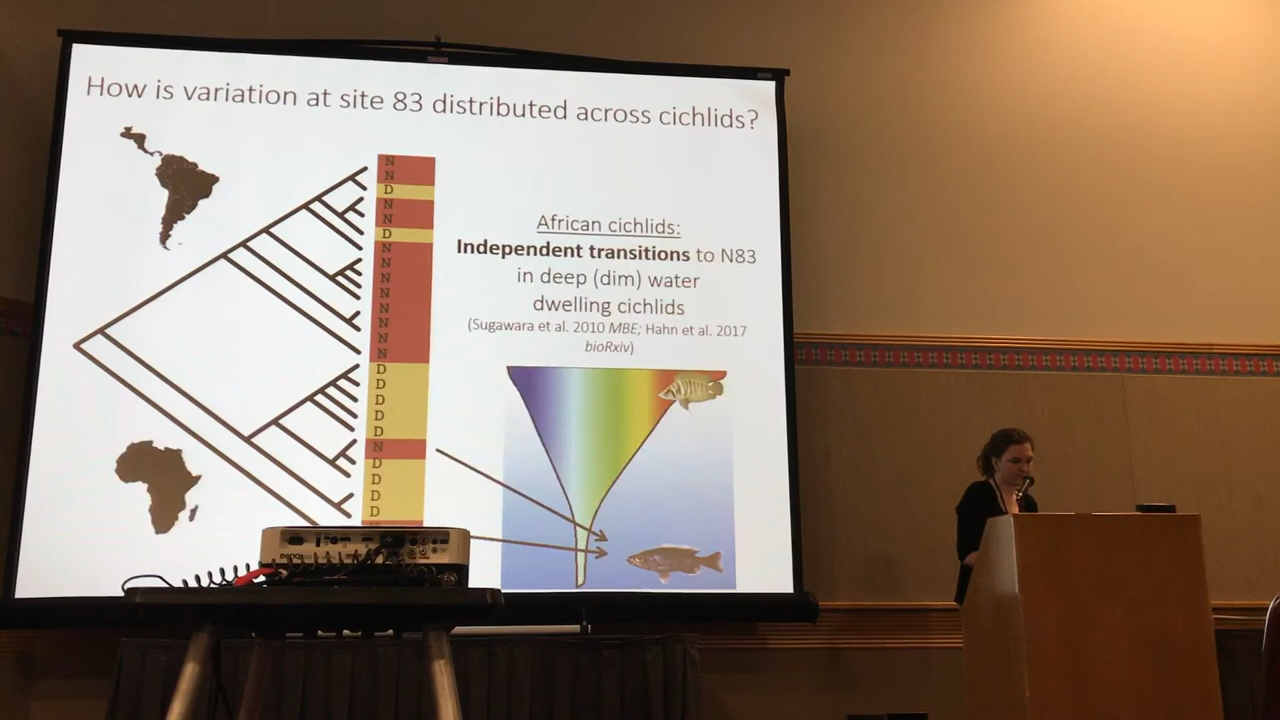 How is variation at site 83 distributed across cichlids?
N
N
D
N
N
D
N
N
N
N
N
N
N
N
D
D
D
D
D
N
D
D
D
D
African cichlids:
Independent transitions to N83
in deep (dim) water
dwelling cichlids
(Sugawara et al. 2010 MBE; Hahn et al. 2017
bioRxiv)
BenQ